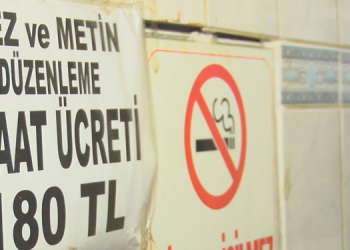 EZ ve METİN
DÜZENLEME
AAT ÜCRETİ
180 TL